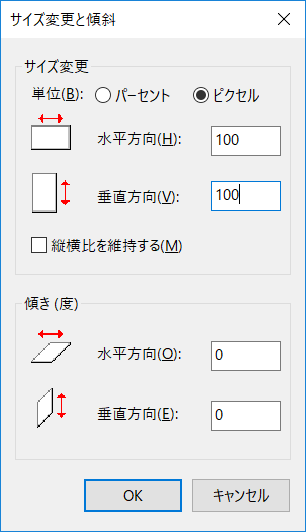 サイズ変更と傾斜
サイズ変更
単位(B): パーセント ピクセル
水平方向(H): 100
垂直方向(V): 100
縦横比を維持する(M)
傾き (度)
水平方向(O): 0
垂直方向(E): 0
OK キャンセル